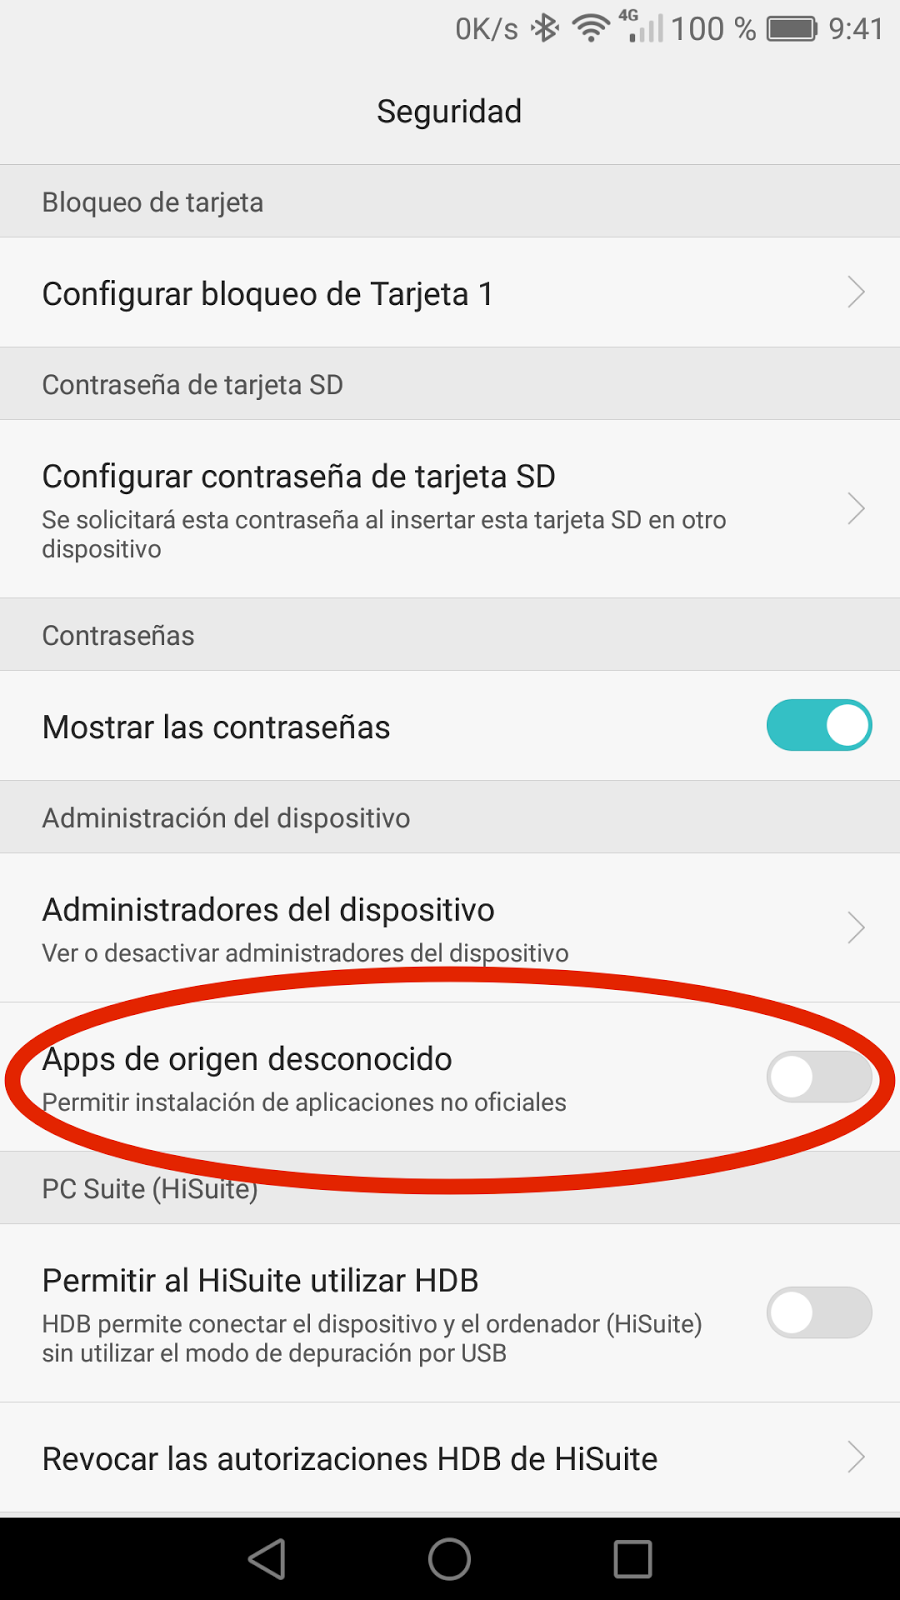 0K/s 4G 100 % 9:41
Seguridad
Bloqueo de tarjeta
Configurar bloqueo de Tarjeta 1
Contraseña de tarjeta SD
Configurar contraseña de tarjeta SD
Se solicitará esta contraseña al insertar esta tarjeta SD en otro
dispositivo
Contraseñas
Mostrar las contraseñas
Administración del dispositivo
Administradores del dispositivo
Ver o desactivar administradores del dispositivo
Apps de origen desconocido
Permitir instalación de aplicaciones no oficiales
PC Suite (HiSuite)
Permitir al HiSuite utilizar HDB
HDB permite conectar el dispositivo y el ordenador (HiSuite)
sin utilizar el modo de depuración por USB
Revocar las autorizaciones HDB de HiSuite